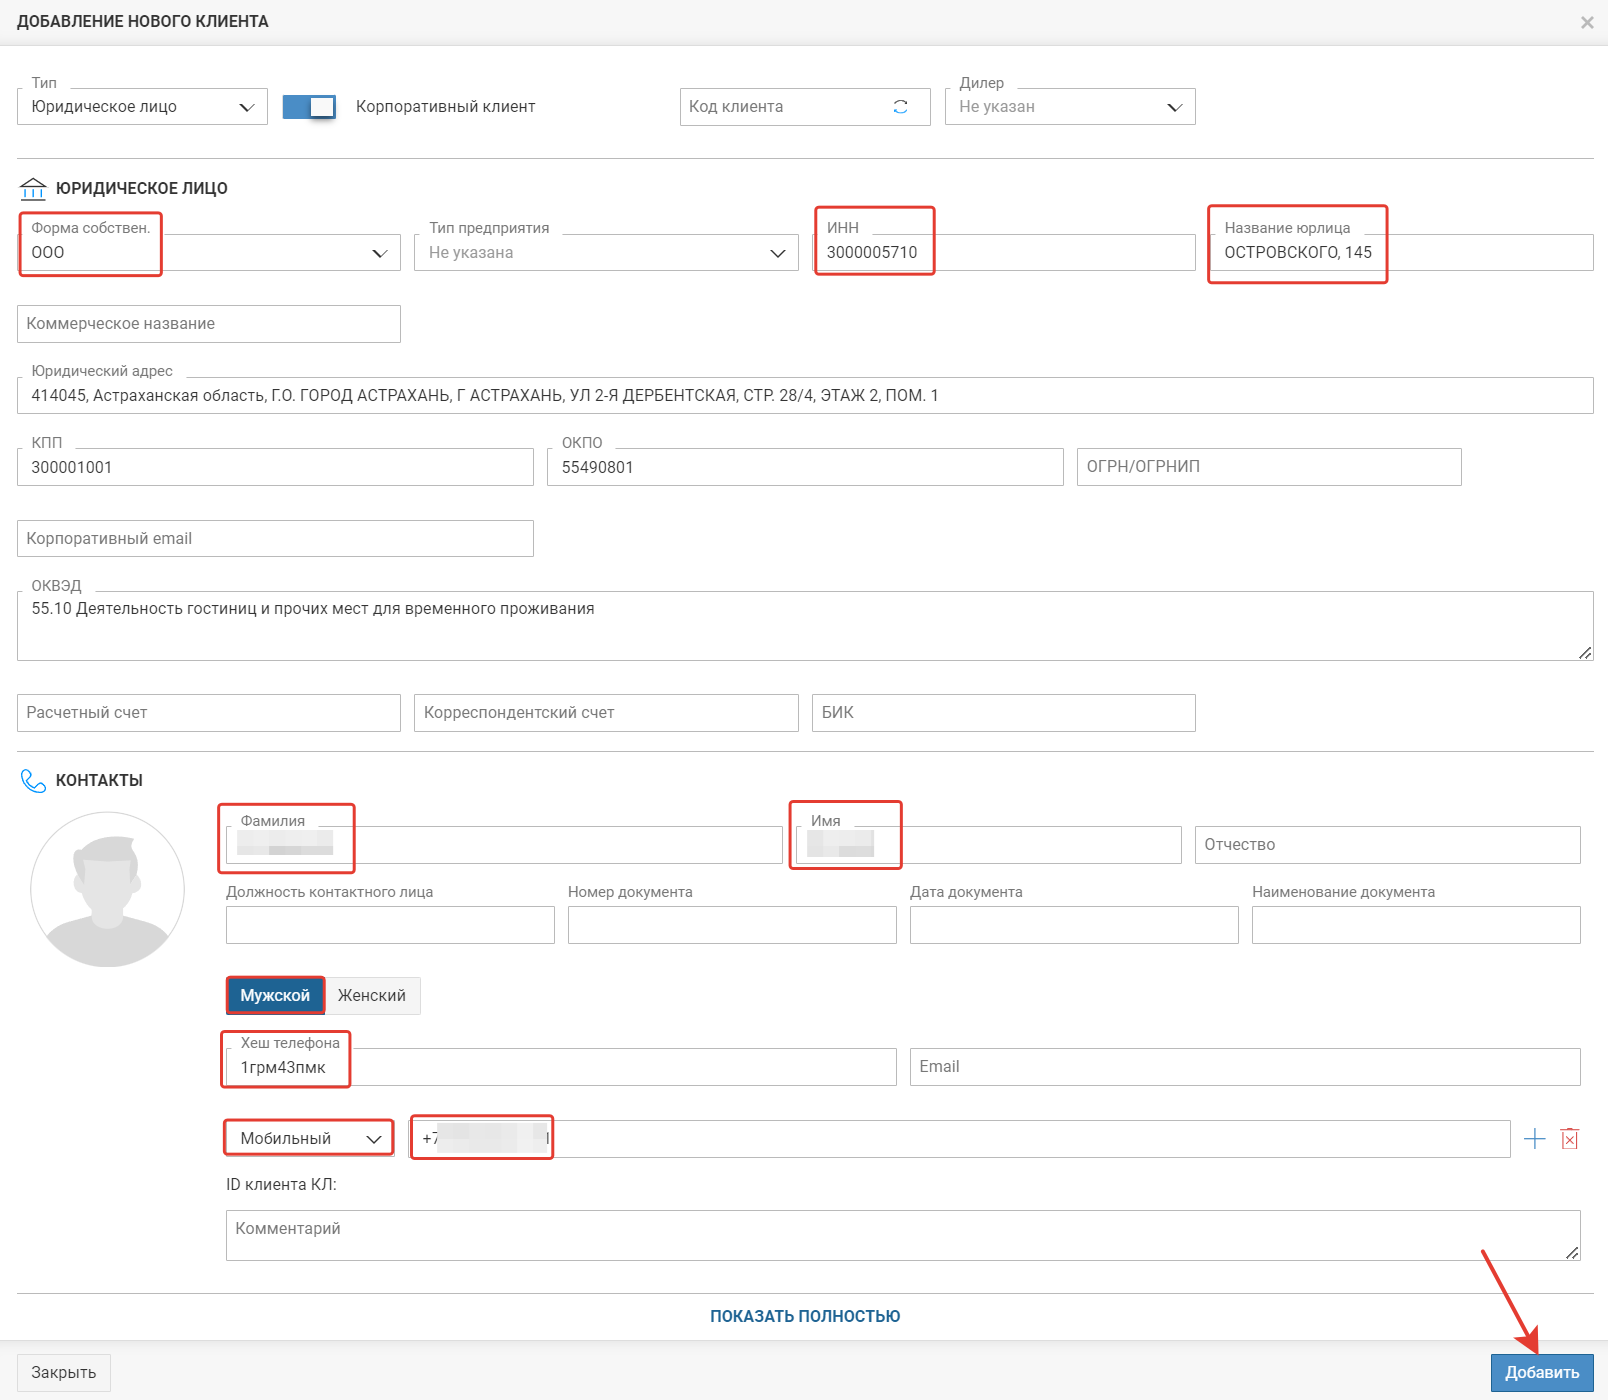 ДОБАВЛЕНИЕ НОВОГО КЛИЕНТА
Тип
Юридическое лицо
Корпоративный клиент
Код клиента
Дилер
Не указан
ЮРИДИЧЕСКОЕ ЛИЦО
Форма собствен.
ООО
Тип предприятия
Не указана
ИНН
3000005710
Название юрлица
ОСТРОВСКОГО, 145
Коммерческое название
Юридический адрес
414045, Астраханская область, Г.О. ГОРОД АСТРАХАНЬ, Г АСТРАХАНЬ, УЛ 2-Я ДЕРБЕНТСКАЯ, СТР. 28/4, ЭТАЖ 2, ПОМ. 1
КПП
300001001
ОКПО
55490801
ОГРН/ОГРНИП
Корпоративный email
ОКВЭД
55.10 Деятельность гостиниц и прочих мест для временного проживания
Расчетный счет
Корреспондентский счет
БИК
КОНТАКТЫ
Фамилия
Имя
Отчество
Должность контактного лица
Номер документа
Дата документа
Наименование документа
Мужской
Женский
Хеш телефона
1грм43пмк
Email
Мобильный
+7
ID клиента КЛ:
Комментарий
ПОКАЗАТЬ ПОЛНОСТЬЮ
Закрыть
Добавить